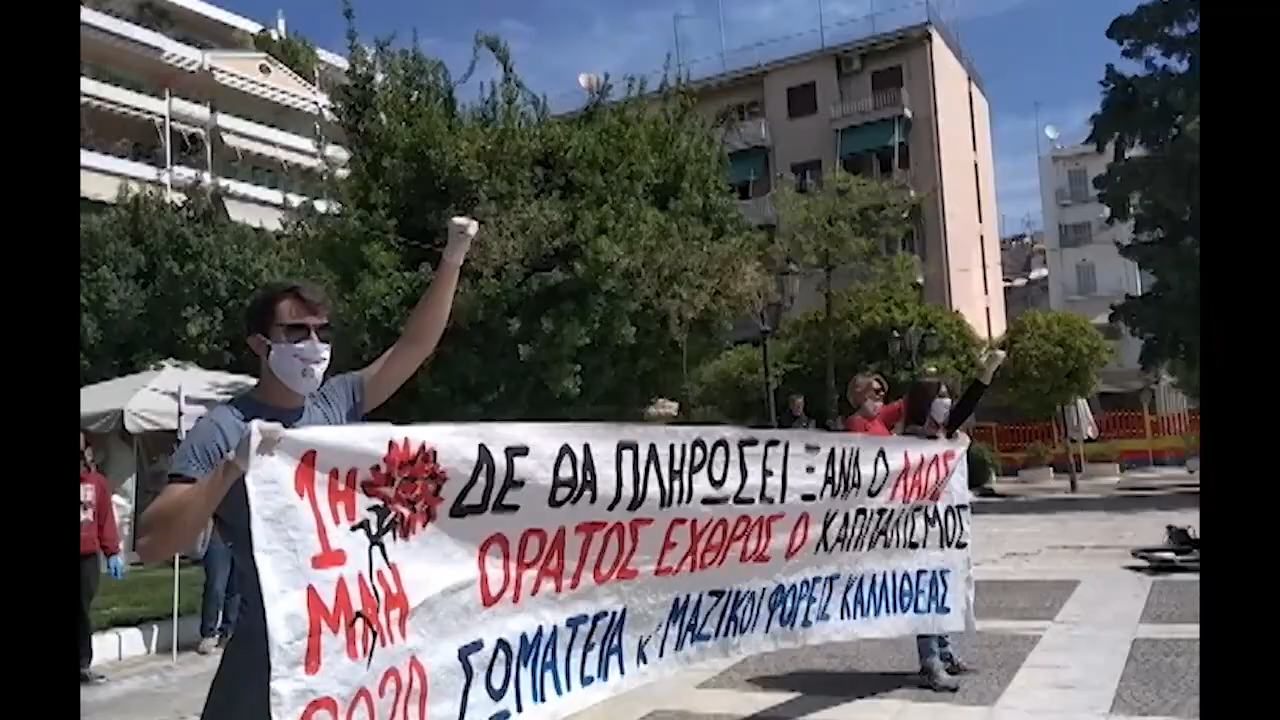 1Η
ΜΑΗ
2020
ΔΕ ΘΑ ΠΛΗΡΩΣΕΙ ΞΑΝΑ Ο ΛΑΟΣ
ΟΡΑΤΟΣ ΕΧΘΡΟΣ Ο ΚΑΠΙΤΑΛΙΣΜΟΣ
ΣΩΜΑΤΕΙΑ κ' ΜΑΖΙΚΟΙ ΦΟΡΕΙΣ ΚΑΛΛΙΘΕΑΣ